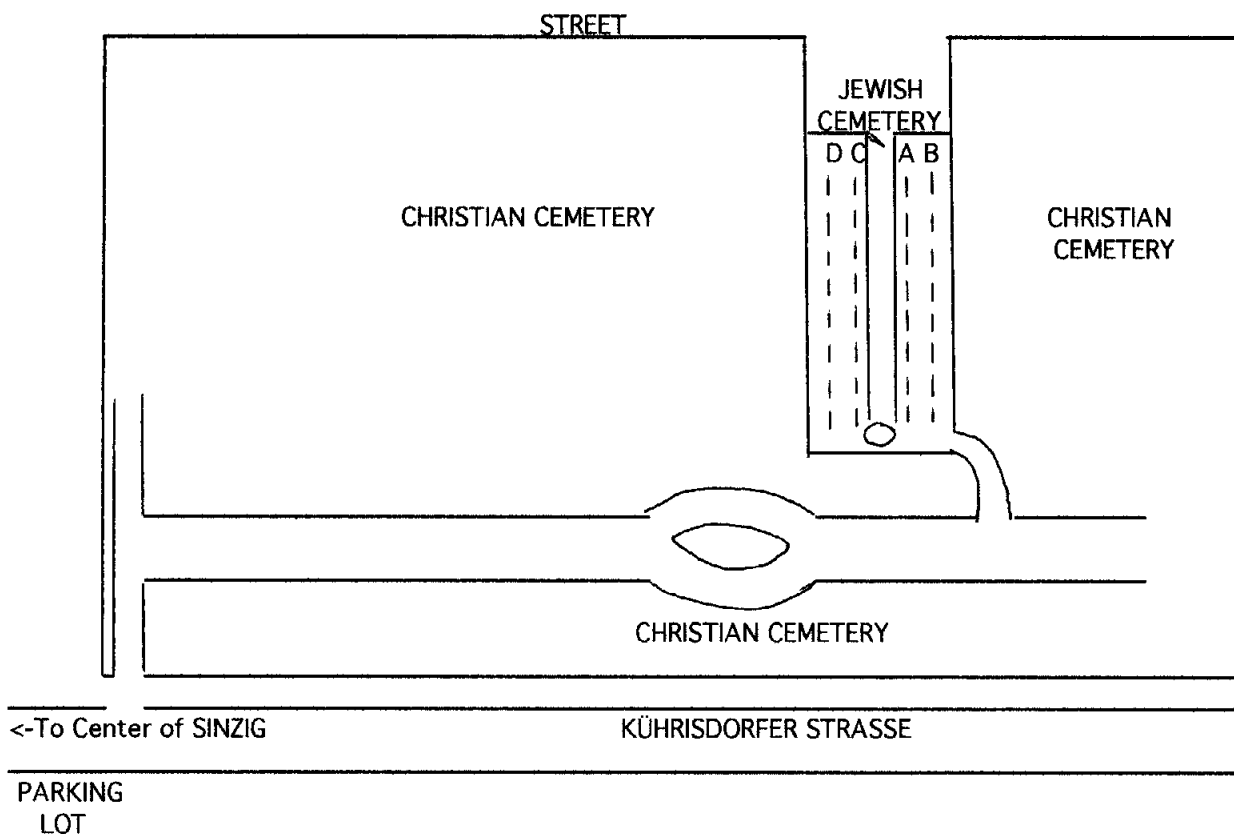 STREET
JEWISH
CEMETERY
D C A B
CHRISTIAN CEMETERY
CHRISTIAN
CEMETERY
CHRISTIAN CEMETERY
<-To Center of SINZIG
KÜHRISDORFER STRASSE
PARKING
LOT